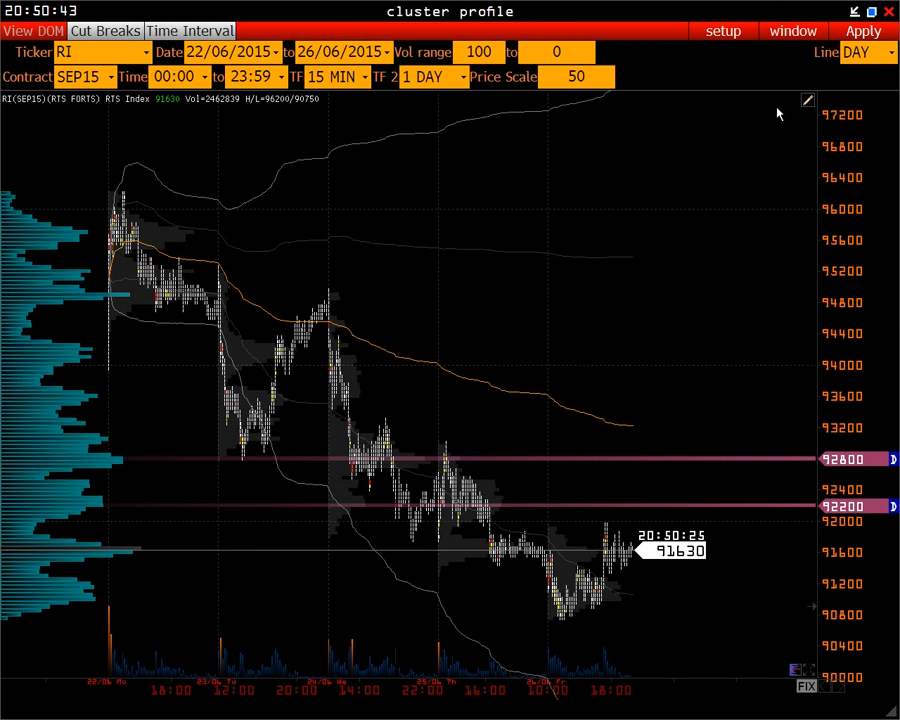 20:50:43 cluster profile
View DOM Cut Breaks Time Interval setup window Apply
Ticker RI Date 22/06/2015 to 26/06/2015 Vol range 100 to 0 Line DAY
Contract SEP15 Time 00:00 to 23:59 TF 15 MIN TF 2 1 DAY Price Scale 50
RI(SEP15)(RTS FORTS) RTS Index 91630 Vol=2462839 H/L=96200/90750
97200
96800
96400
96000
95600
95200
94800
94400
94000
93600
93200
92800 D
92400
92200 D
92000
20:50:25
91630
91600
91200
90800
90400
90000
22/06 Mo 23/06 Tu 24/06 We 25/06 Th 26/06 Fr
18:00 12:00 20:00 14:00 22:00 16:00 10:00 18:00
FIX